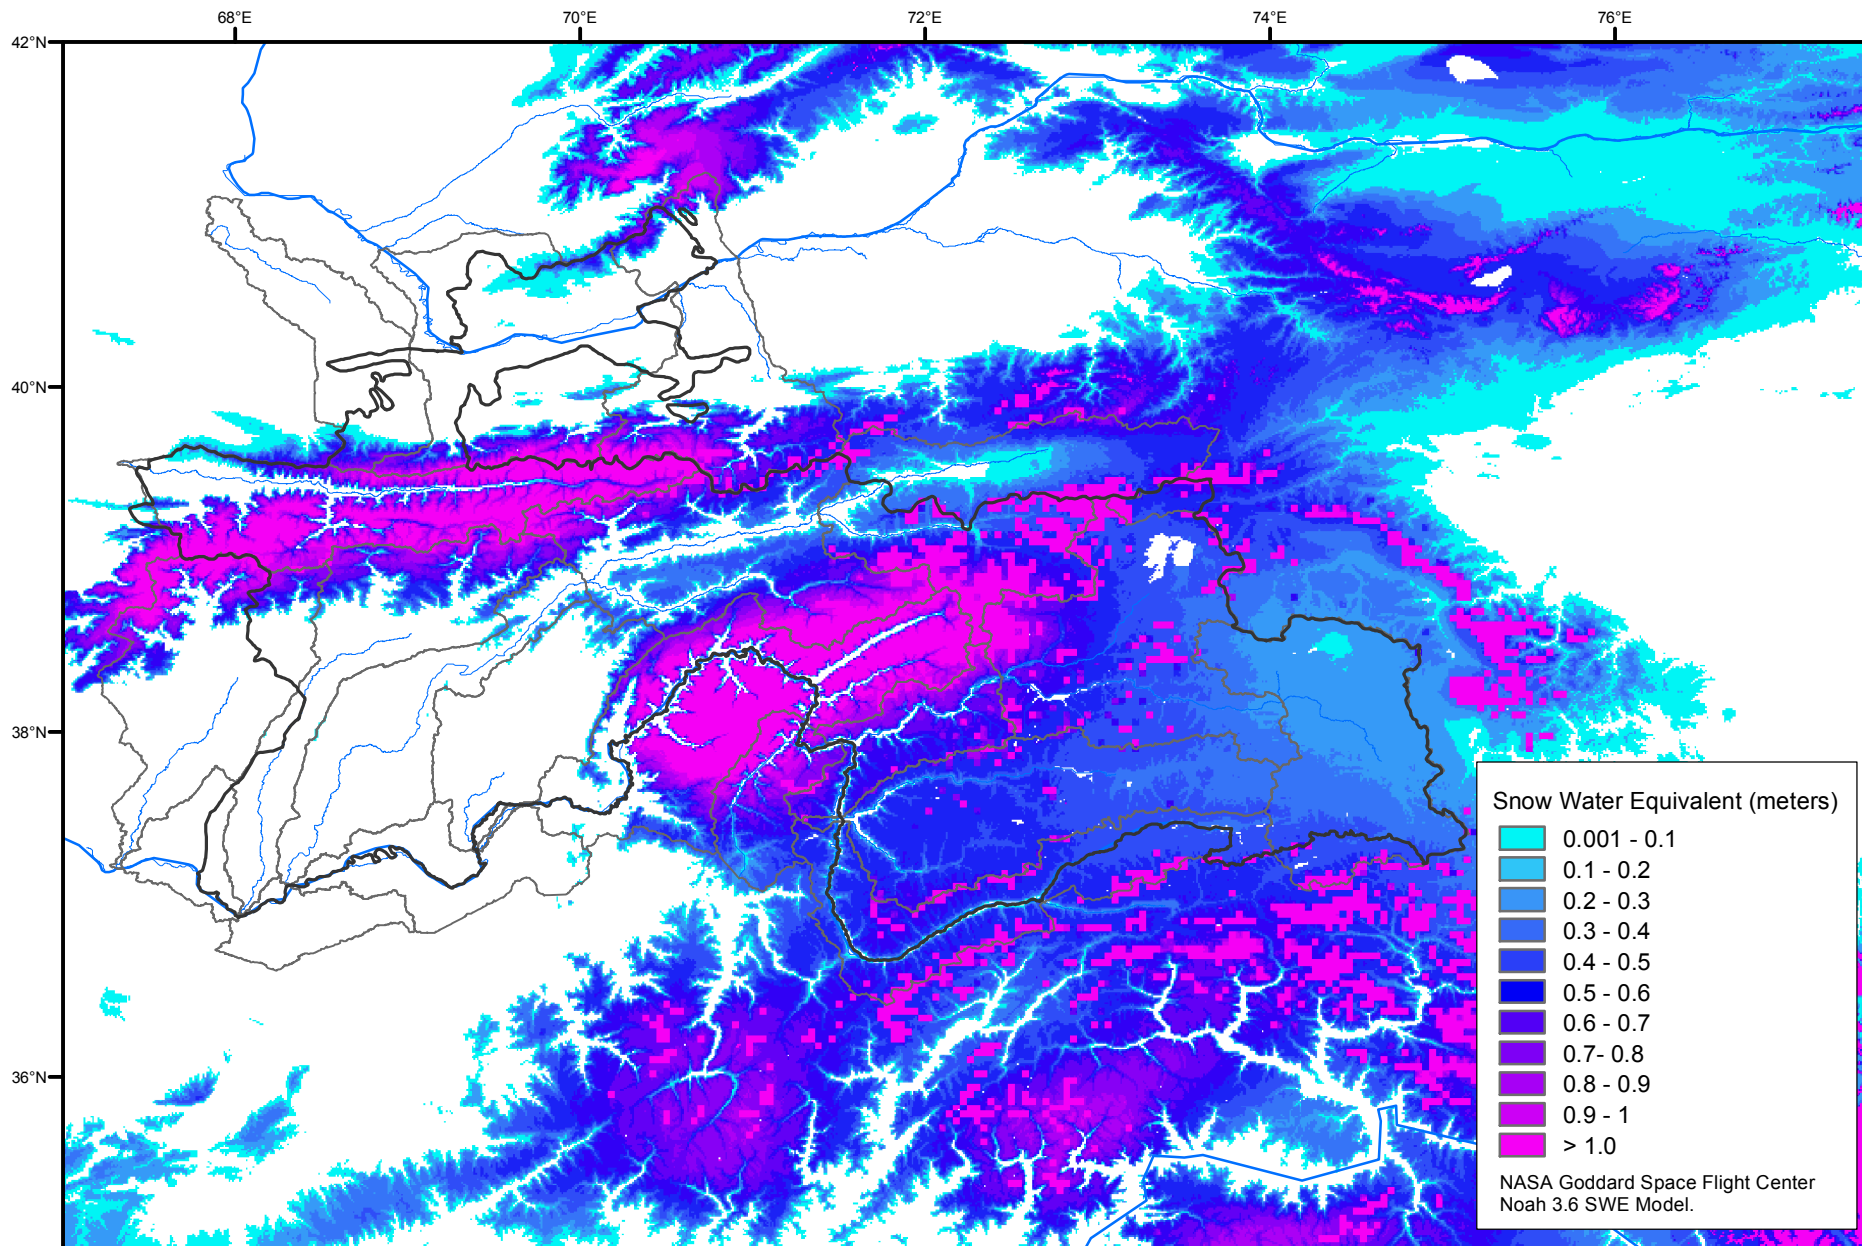 68°E
70°E
72°E
74°E
76°E
42°N
40°N
38°N
36°N
Snow Water Equivalent (meters)
0.001 - 0.1
0.1 - 0.2
0.2 - 0.3
0.3 - 0.4
0.4 - 0.5
0.5 - 0.6
0.6 - 0.7
0.7- 0.8
0.8 - 0.9
0.9 - 1
> 1.0
NASA Goddard Space Flight Center
Noah 3.6 SWE Model.